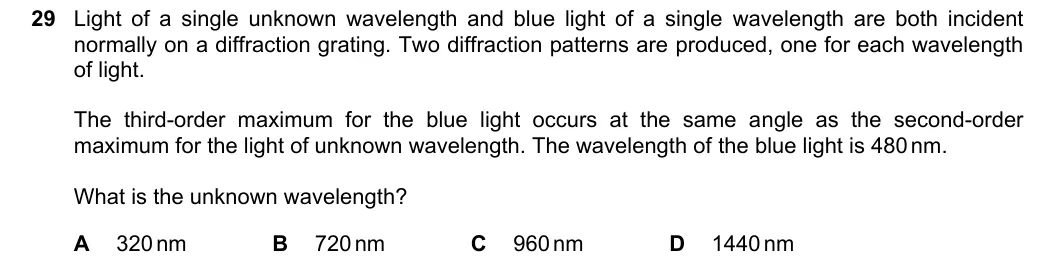 29 Light of a single unknown wavelength and blue light of a single wavelength are both incident
normally on a diffraction grating. Two diffraction patterns are produced, one for each wavelength
of light.
The third-order maximum for the blue light occurs at the same angle as the second-order
maximum for the light of unknown wavelength. The wavelength of the blue light is 480 nm.
What is the unknown wavelength?
A 320 nm B 720 nm C 960 nm D 1440 nm